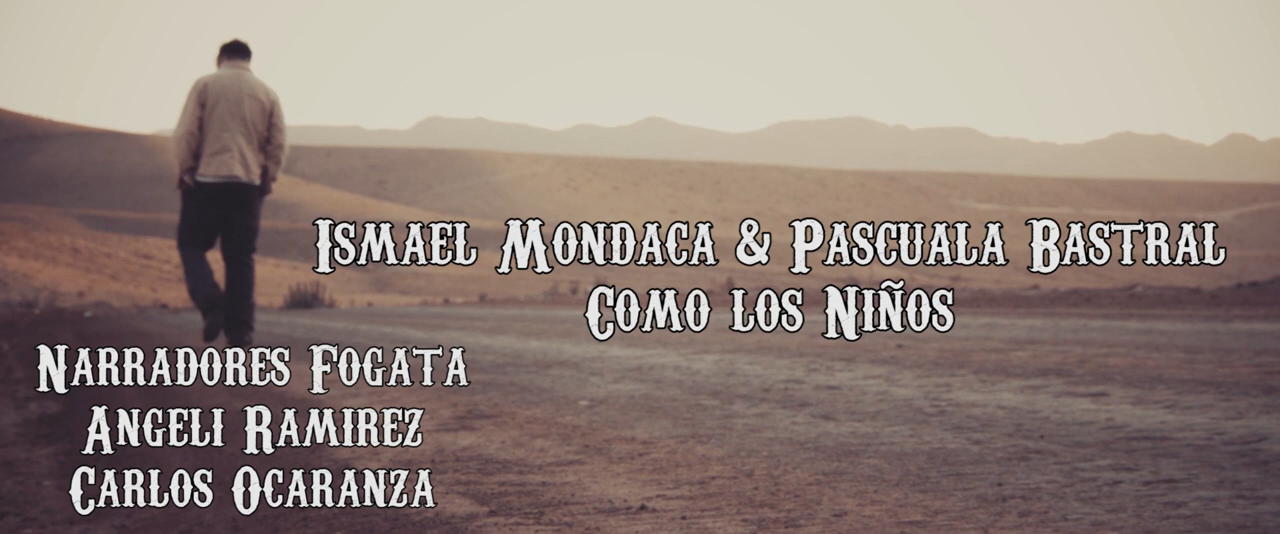 Ismael Mondaca & Pascuala Bastral
Como los Niños
Narradores Fogata
Angeli Ramirez
Carlos Ocaranza